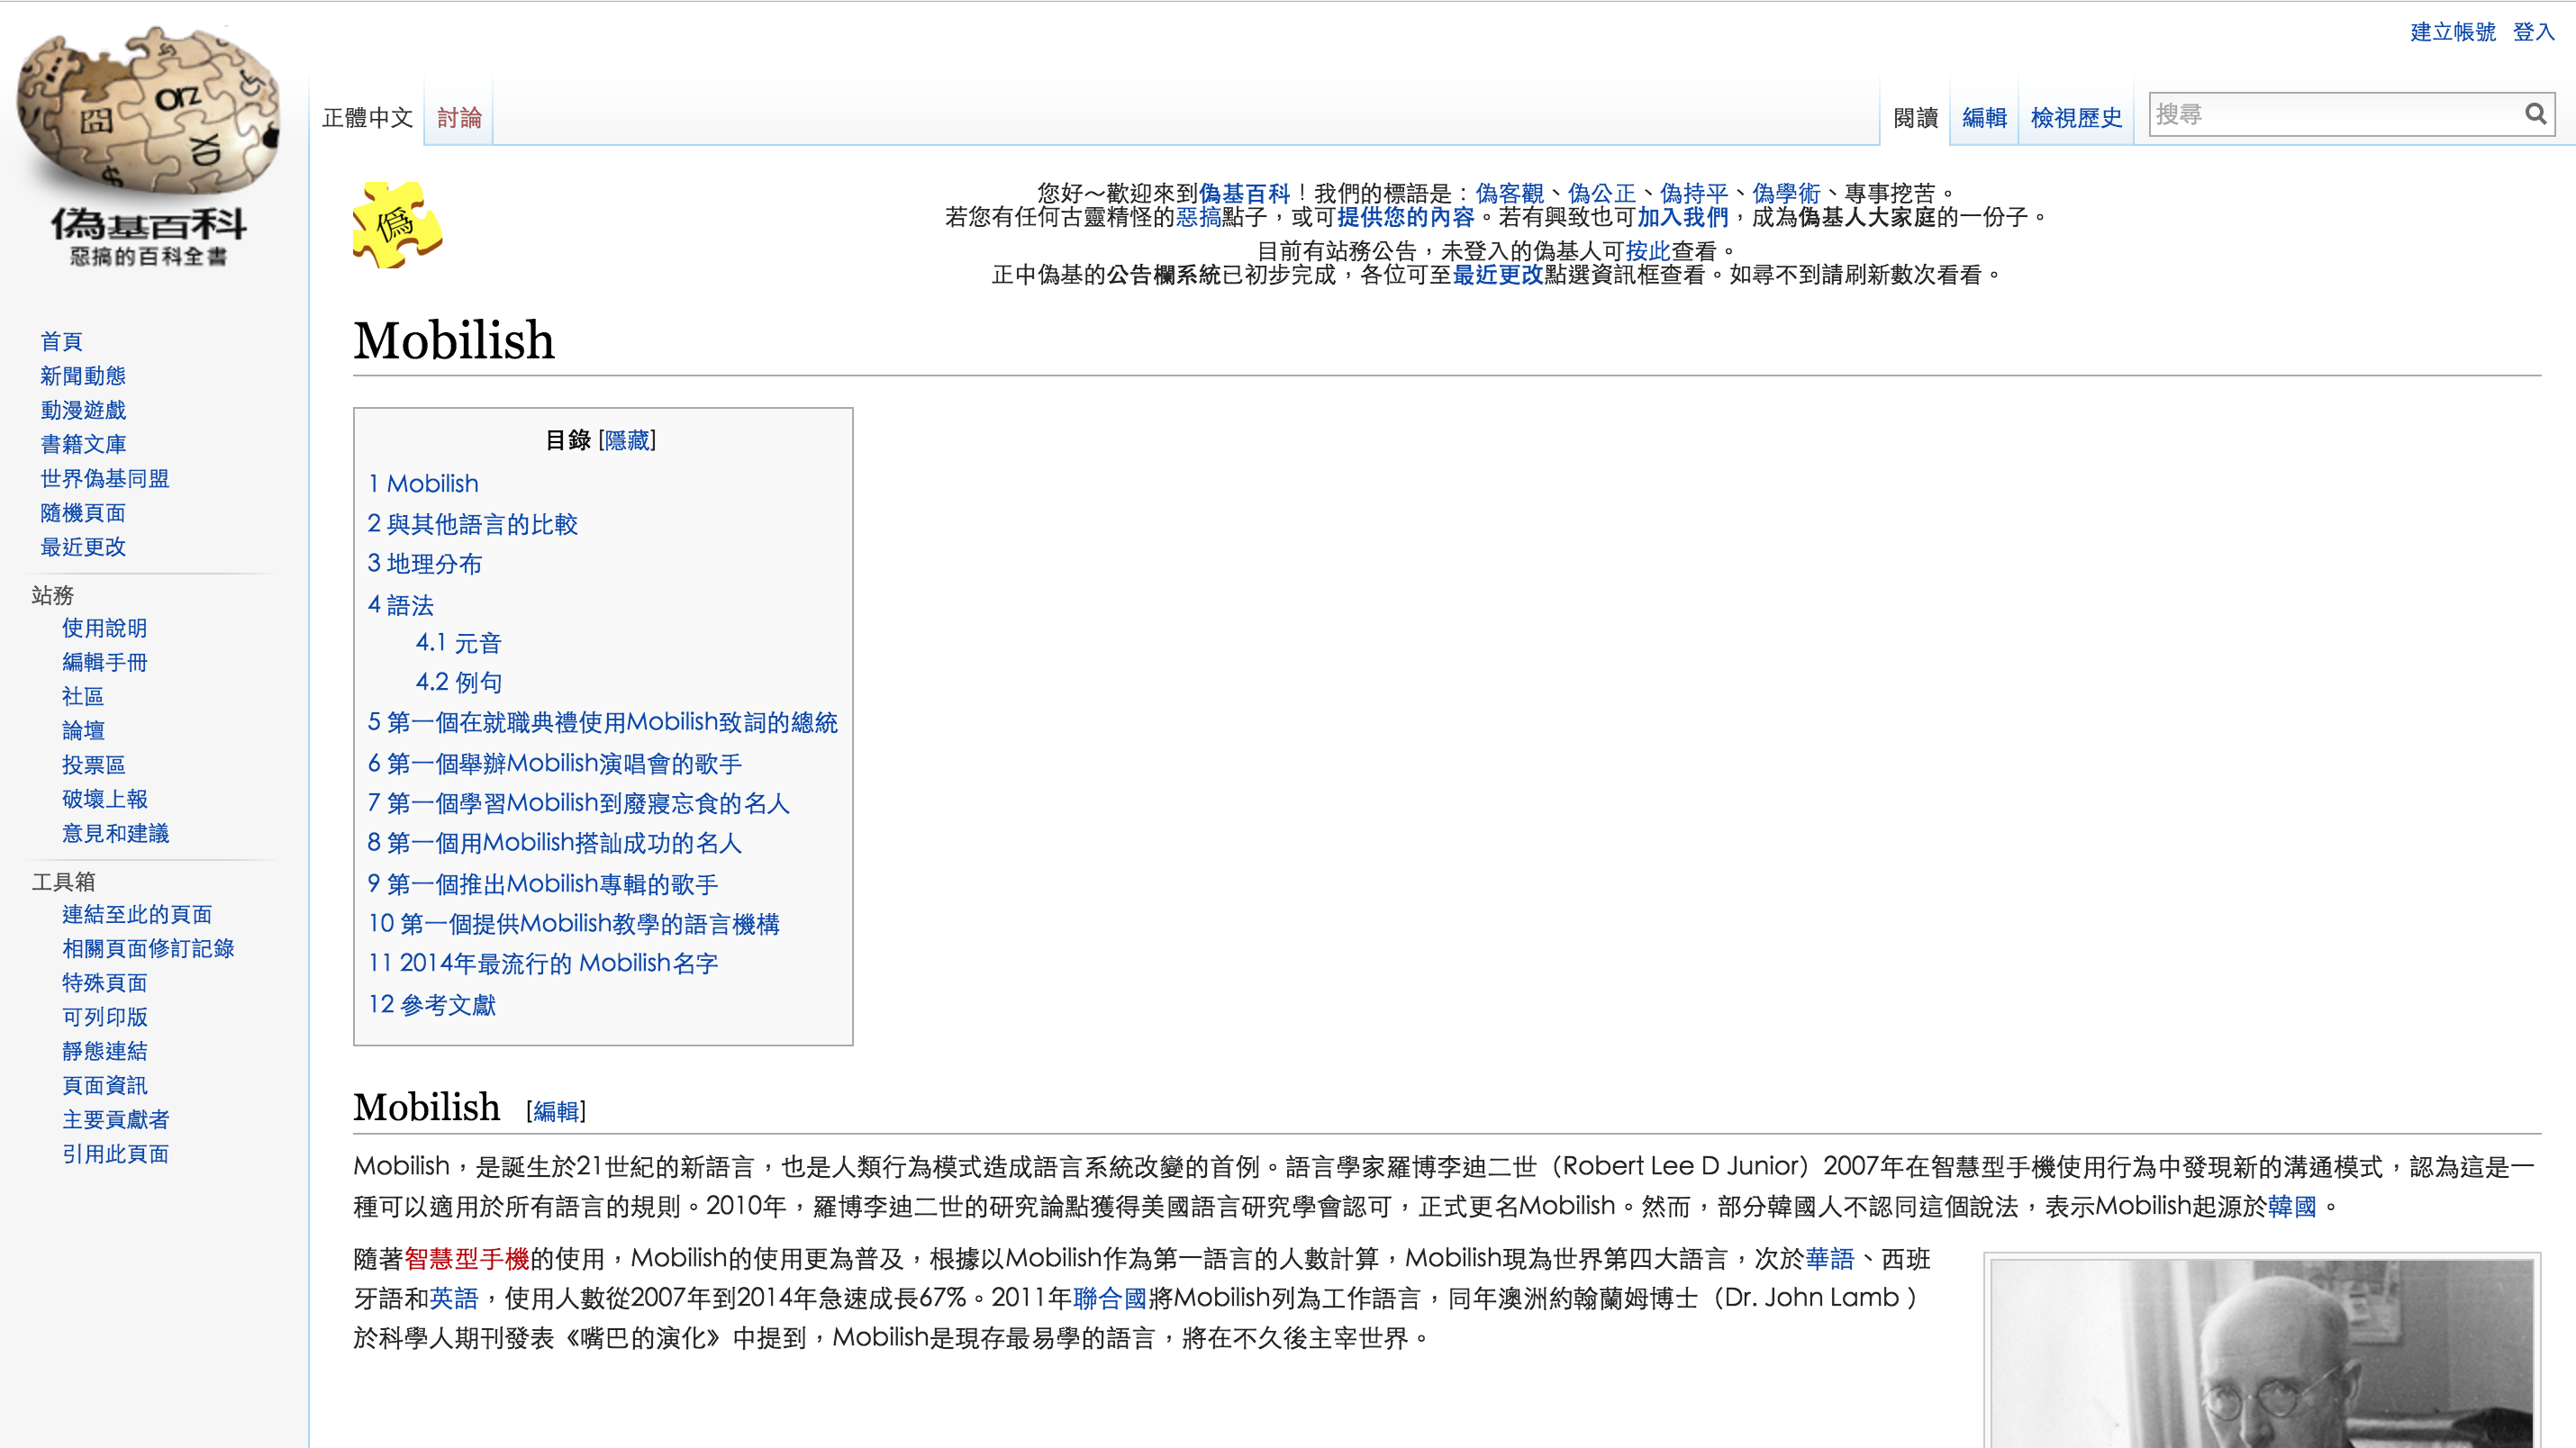 建立帳號 登入
orz
囧
XD
$
偽基百科
惡搞的百科全書
正體中文 討論 閱讀 編輯 檢視歷史 搜尋
偽
您好～歡迎來到偽基百科！我們的標語是：偽客觀、偽公正、偽持平、偽學術、專事挖苦。
若您有任何古靈精怪的惡搞點子，或可提供您的內容。若有興致也可加入我們，成為偽基人大家庭的一份子。
目前有站務公告，未登入的偽基人可按此查看。
正中偽基的公告欄系統已初步完成，各位可至最近更改點選資訊框查看。如尋不到請刷新數次看看。
首頁
新聞動態
動漫遊戲
書籍文庫
世界偽基同盟
隨機頁面
最近更改
站務
使用說明
編輯手冊
社區
論壇
投票區
破壞上報
意見和建議
工具箱
連結至此的頁面
相關頁面修訂記錄
特殊頁面
可列印版
靜態連結
頁面資訊
主要貢獻者
引用此頁面
Mobilish
目錄 [隱藏]
1 Mobilish
2 與其他語言的比較
3 地理分布
4 語法
4.1 元音
4.2 例句
5 第一個在就職典禮使用Mobilish致詞的總統
6 第一個舉辦Mobilish演唱會的歌手
7 第一個學習Mobilish到廢寢忘食的名人
8 第一個用Mobilish搭訕成功的名人
9 第一個推出Mobilish專輯的歌手
10 第一個提供Mobilish教學的語言機構
11 2014年最流行的 Mobilish名字
12 參考文獻
Mobilish [編輯]
Mobilish，是誕生於21世紀的新語言，也是人類行為模式造成語言系統改變的首例。語言學家羅博李迪二世（Robert Lee D Junior）2007年在智慧型手機使用行為中發現新的溝通模式，認為這是一
種可以適用於所有語言的規則。2010年，羅博李迪二世的研究論點獲得美國語言研究學會認可，正式更名Mobilish。然而，部分韓國人不認同這個說法，表示Mobilish起源於韓國。
隨著智慧型手機的使用，Mobilish的使用更為普及，根據以Mobilish作為第一語言的人數計算，Mobilish現為世界第四大語言，次於華語、西班
牙語和英語，使用人數從2007年到2014年急速成長67%。2011年聯合國將Mobilish列為工作語言，同年澳洲約翰蘭姆博士（Dr. John Lamb ）
於科學人期刊發表《嘴巴的演化》中提到，Mobilish是現存最易學的語言，將在不久後主宰世界。